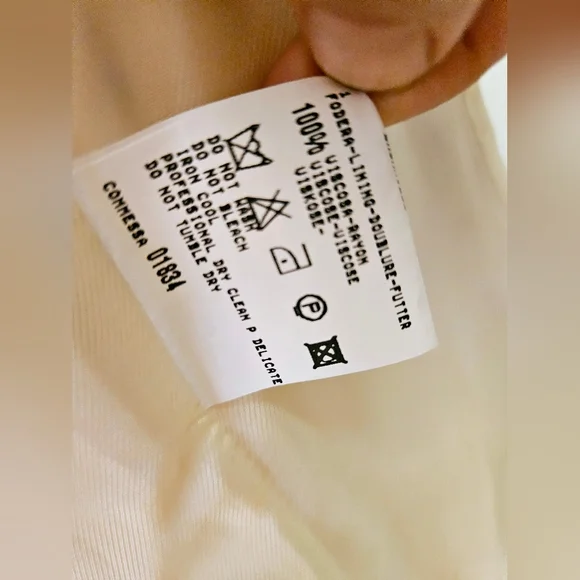 FODERA-LINING-DOUBLURE-FUTTER
100% VISCOSA-RAYON
VISCOSE-VISCOSE
VISKOSE-
DO NOT WASH
DO NOT BLEACH
IRON COOL
PROFESSIONAL DRY CLEAN P DELICATE
DO NOT TUMBLE DRY
COMMESSA 01834